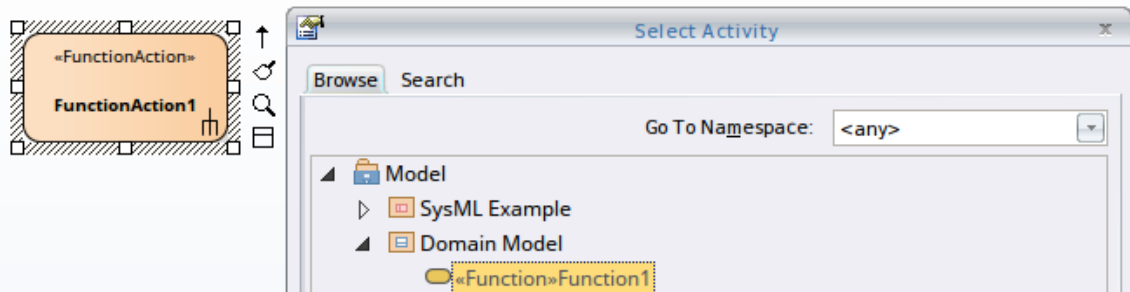 «FunctionAction»
FunctionAction1
Select Activity
x
Browse Search
Go To Namespace: <any>
Model
SysML Example
Domain Model
«Function»Function1